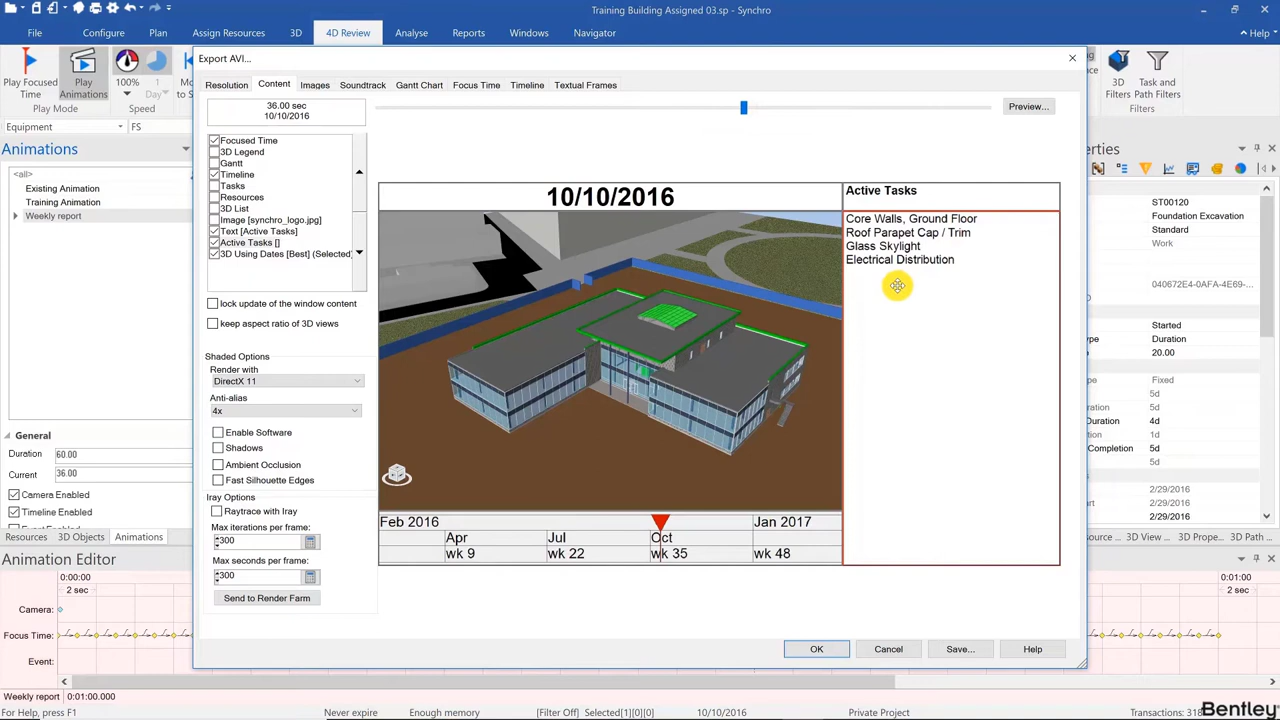 Training Building Assigned 03.sp - Synchro
File
Configure
Plan
Assign Resources
3D
4D Review
Analyse
Reports
Windows
Navigator
Help
Play Focused Time
Play Animations
100%
1
Day
Play Mode
Speed
3D Filters
Task and Path Filters
Filters
Equipment
FS
Animations
<all>
Existing Animation
Training Animation
Weekly report
General
Duration
60.00
Current
36.00
Camera Enabled
Timeline Enabled
Resources
3D Objects
Animations
Export AVI...
Resolution
Content
Images
Soundtrack
Gantt Chart
Focus Time
Timeline
Textual Frames
36.00 sec
10/10/2016
Preview...
Focused Time
3D Legend
Gantt
Timeline
Tasks
Resources
3D List
Image [synchro_logo.jpg]
Text [Active Tasks]
Active Tasks []
3D Using Dates [Best] (Selected)
lock update of the window content
keep aspect ratio of 3D views
Shaded Options
Render with
DirectX 11
Anti-alias
4x
Enable Software
Shadows
Ambient Occlusion
Fast Silhouette Edges
Iray Options
Raytrace with Iray
Max iterations per frame:
300
Max seconds per frame:
300
Send to Render Farm
10/10/2016
Active Tasks
Core Walls, Ground Floor
Roof Parapet Cap / Trim
Glass Skylight
Electrical Distribution
Feb 2016
Jan 2017
Apr
Jul
Oct
wk 9
wk 22
wk 35
wk 48
OK
Cancel
Save...
Help
ST00120
Foundation Excavation
Standard
Work
040672E4-0AFA-4E69-...
Started
Duration
20.00
Fixed
5d
Duration
4d
1d
Completion
5d
5d
2/29/2016
2/29/2016
3D View ...
3D Prope...
3D Path ...
Animation Editor
0:00:00
2 sec
0:01:00
2 sec
Camera:
Focus Time:
Event:
Weekly report
0:01:00.000
For Help, press F1
Never expire
Enough memory
[Filter Off]
Selected[1][0][0]
10/10/2016
Private Project
Bentley